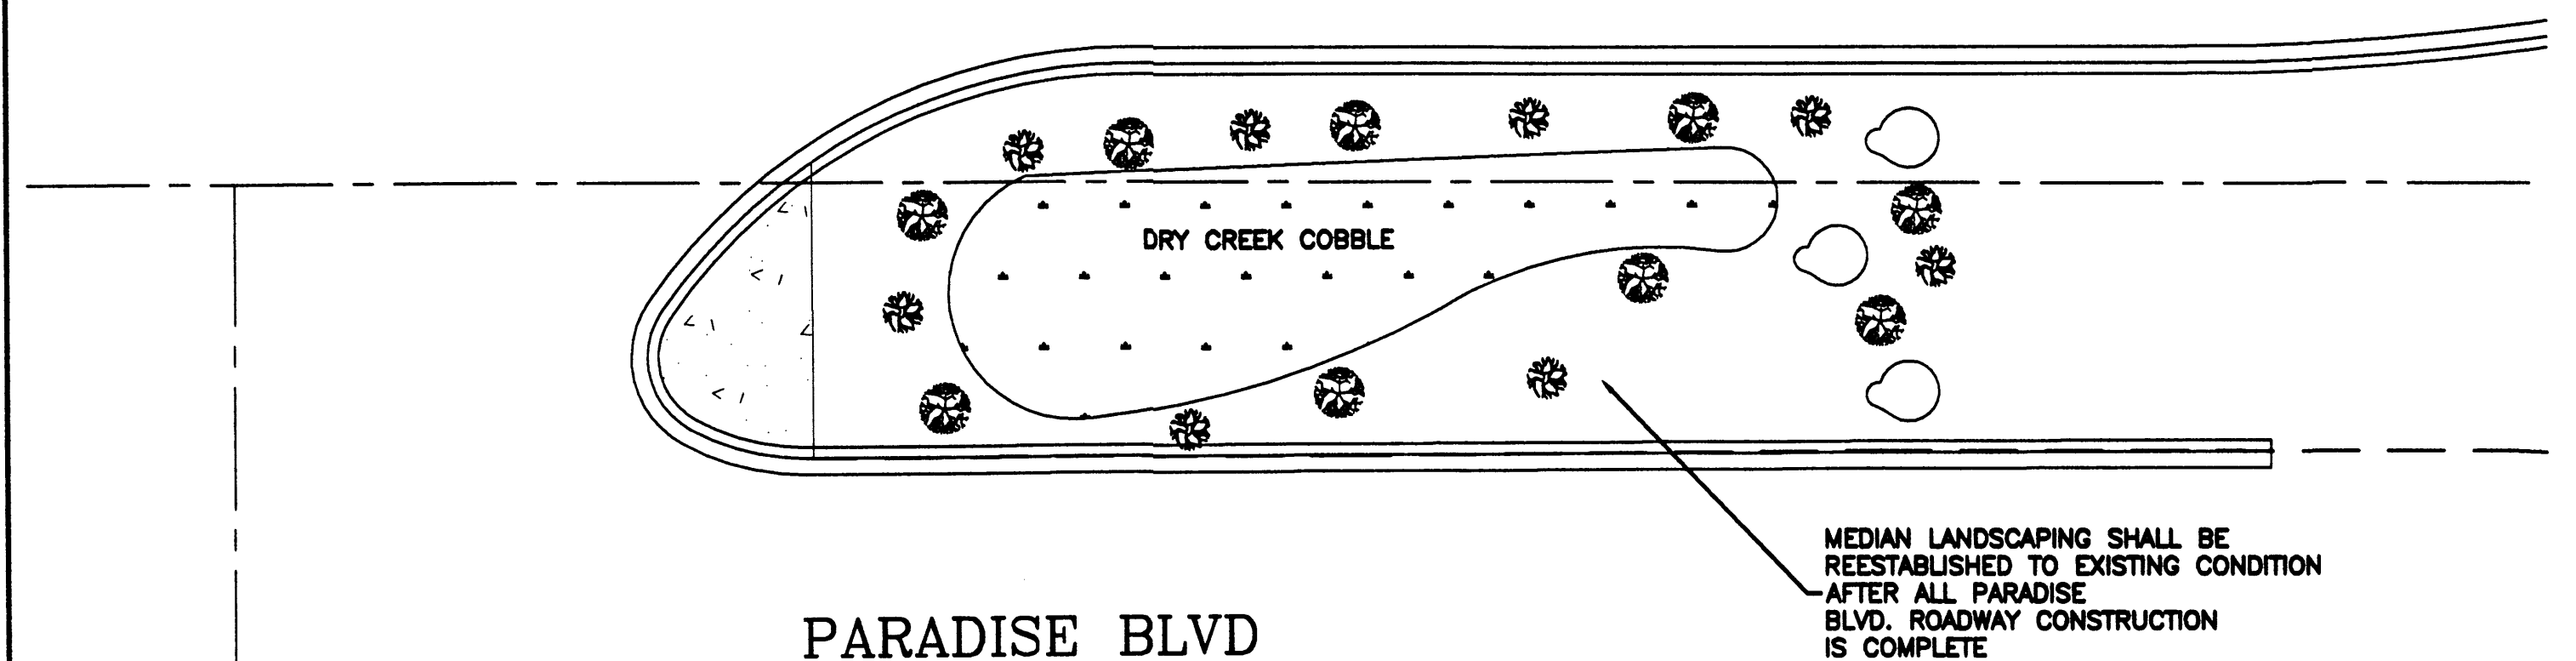 DRY CREEK COBBLE
MEDIAN LANDSCAPING SHALL BE
REESTABLISHED TO EXISTING CONDITION
AFTER ALL PARADISE
BLVD. ROADWAY CONSTRUCTION
IS COMPLETE
PARADISE BLVD